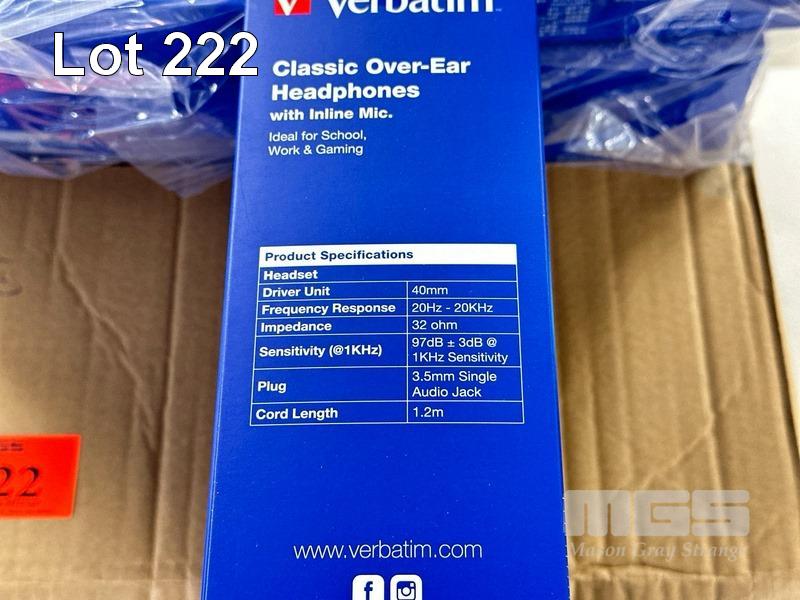 Lot 222
Verbatim
Classic Over-Ear
Headphones
with Inline Mic.
Ideal for School,
Work & Gaming
Product Specifications
Headset
Driver Unit 40mm
Frequency Response 20Hz - 20KHz
Impedance 32 ohm
Sensitivity (@1KHz) 97dB ± 3dB @
1KHz Sensitivity
Plug 3.5mm Single
Audio Jack
Cord Length 1.2m
22
www.verbatim.com
MGS
Mason Gray Strange